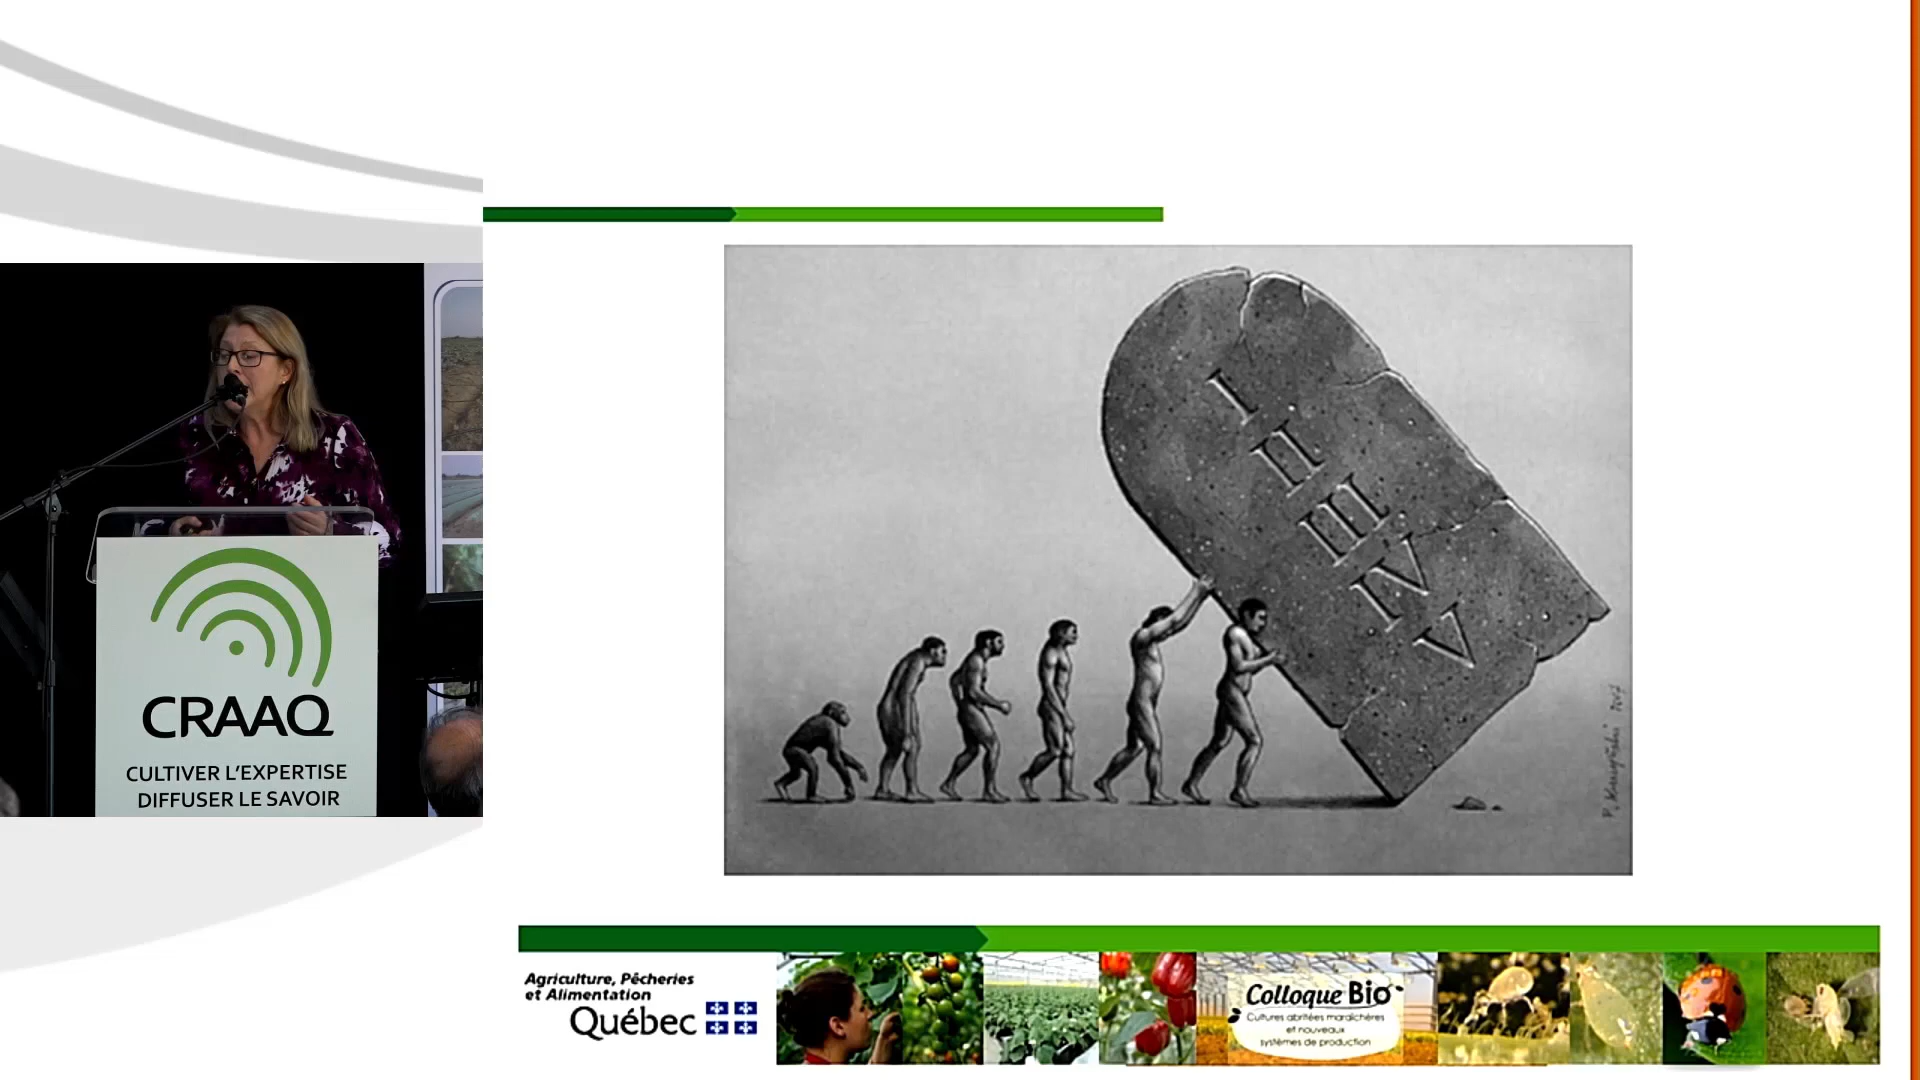 CRAAQ
CULTIVER L'EXPERTISE
DIFFUSER LE SAVOIR
I
II
III
IV
V
Agriculture, Pêcheries
et Alimentation
Québec
Colloque Bio
Cultures abritées maraîchères
et nouveaux
systèmes de production